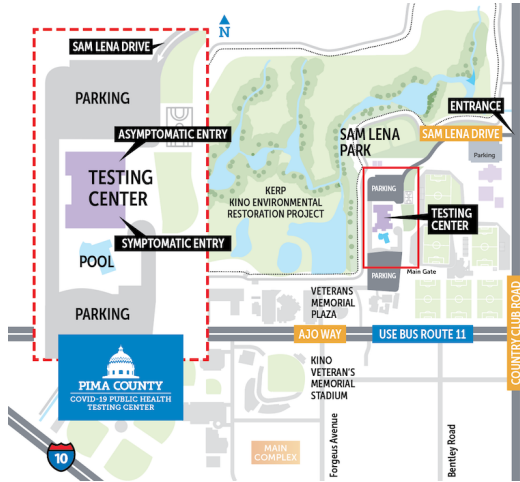 SAM LENA DRIVE
N
PARKING
ASYMPTOMATIC ENTRY
TESTING
CENTER
SYMPTOMATIC ENTRY
POOL
PARKING
PIMA COUNTY
COVID-19 PUBLIC HEALTH
TESTING CENTER
10
KERP
KINO ENVIRONMENTAL
RESTORATION PROJECT
SAM LENA
PARK
ENTRANCE
SAM LENA DRIVE
Parking
PARKING
TESTING
CENTER
PARKING
Main Gate
VETERANS
MEMORIAL
PLAZA
AJO WAY
USE BUS ROUTE 11
COUNTRY CLUB ROAD
KINO
VETERAN'S
MEMORIAL
STADIUM
MAIN
COMPLEX
Forgeus Avenue
Bentley Road